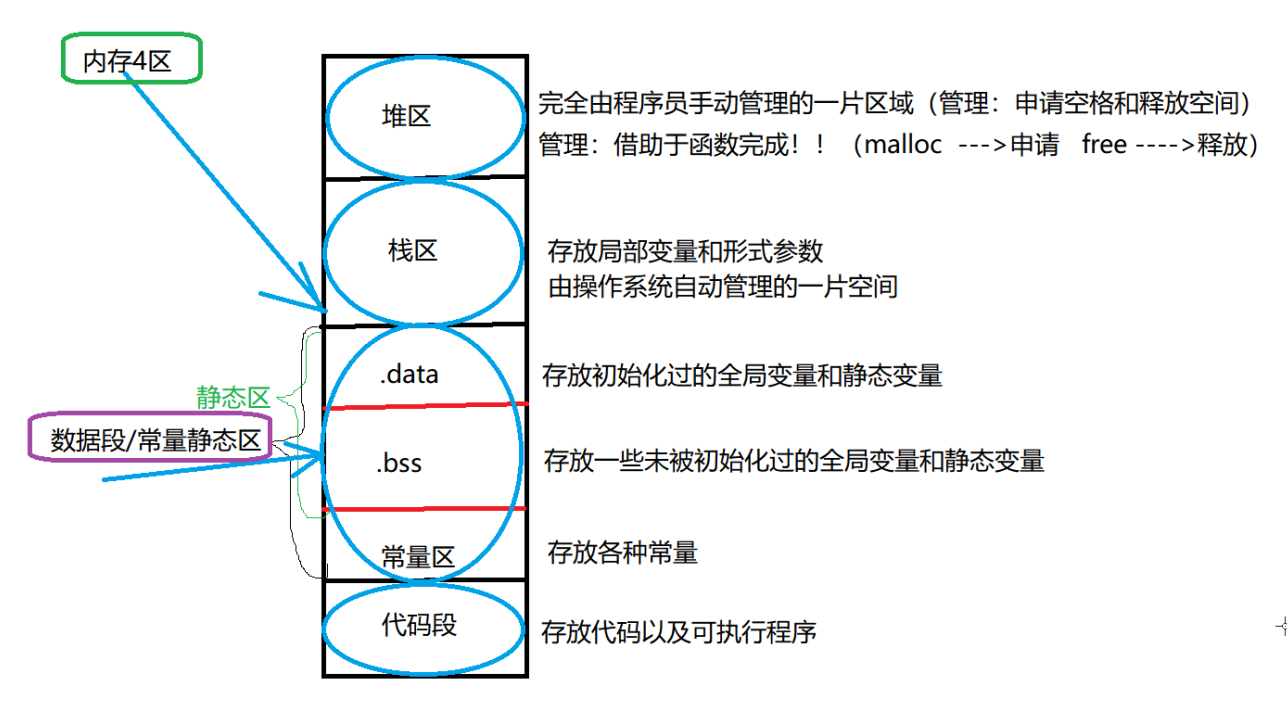 内存4区
堆区
完全由程序员手动管理的一片区域（管理：申请空格和释放空间）
管理：借助于函数完成！！（malloc --->申请 free ---->释放）
栈区
存放局部变量和形式参数
由操作系统自动管理的一片空间
.data
存放初始化过的全局变量和静态变量
静态区
数据段/常量静态区
.bss
存放一些未被初始化过的全局变量和静态变量
常量区
存放各种常量
代码段
存放代码以及可执行程序